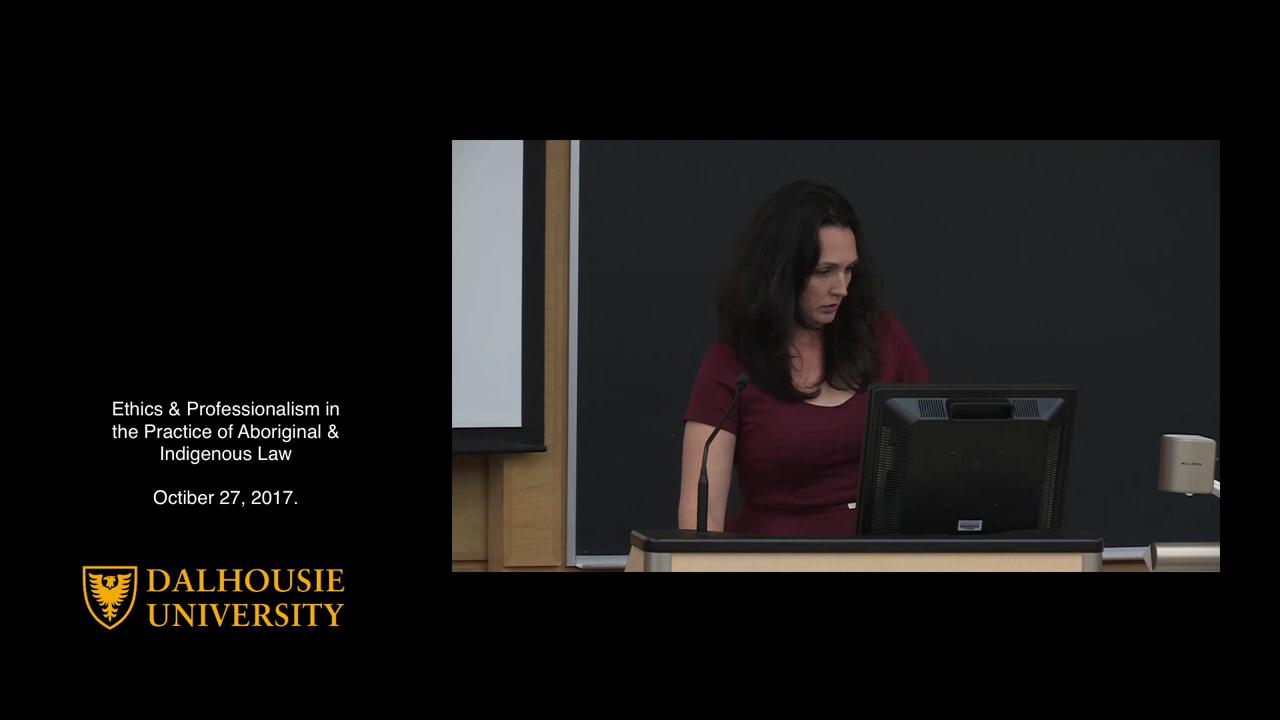 Ethics & Professionalism in
the Practice of Aboriginal &
Indigenous Law
Octiber 27, 2017.
DALHOUSIE
UNIVERSITY